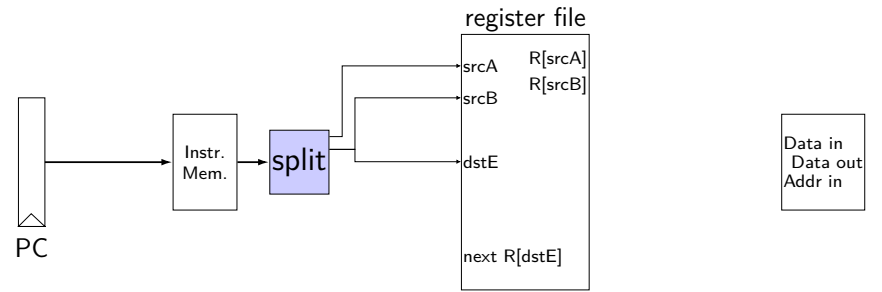 register file
srcA
R[srcA]
srcB
R[srcB]
dstE
next R[dstE]
Instr.
Mem.
split
PC
Data in
Data out
Addr in